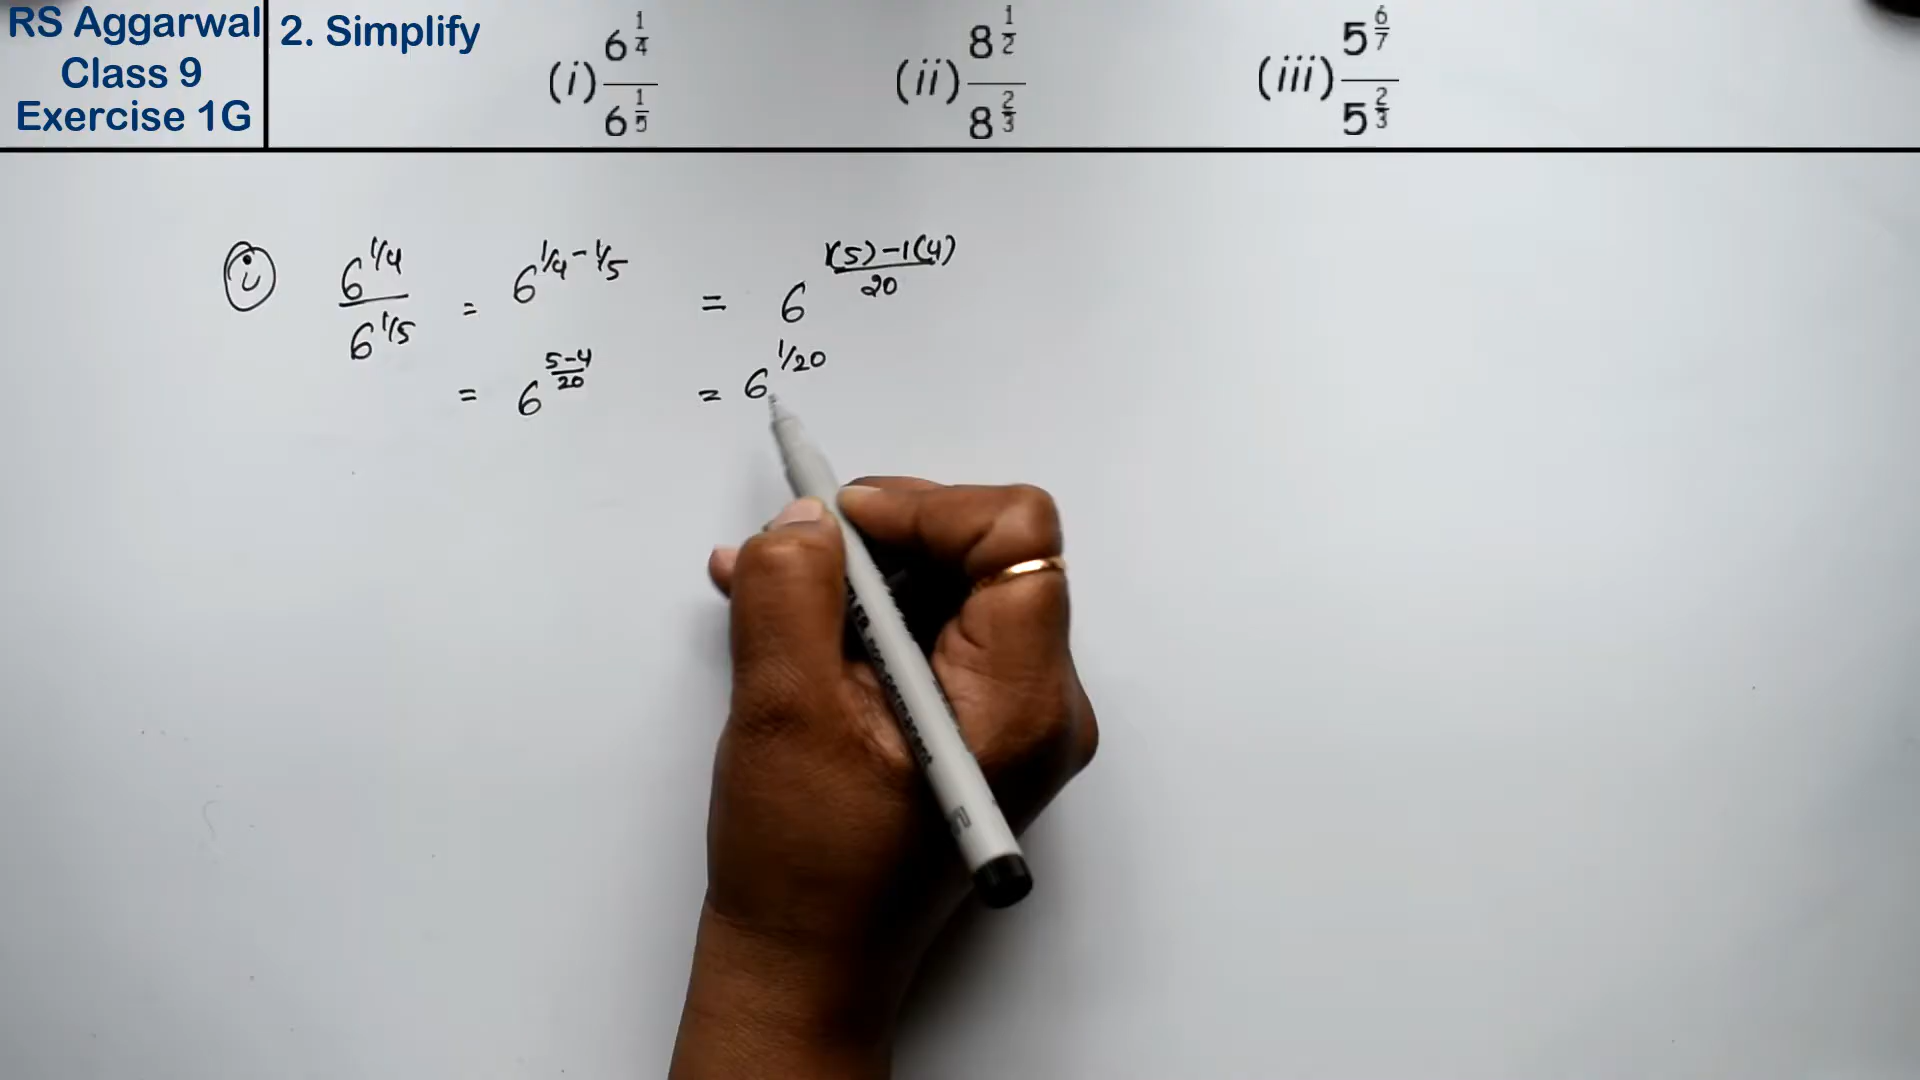 RS Aggarwal
Class 9
Exercise 1G
2. Simplify
(i) 6^{1/4} / 6^{1/5}
(ii) 8^{1/2} / 8^{2/3}
(iii) 5^{6/7} / 5^{2/3}
(i) 6^{1/4} / 6^{1/5} = 6^{1/4 - 1/5} = 6^{(1(5)-1(4))/20}
= 6^{(5-4)/20} = 6^{1/20}